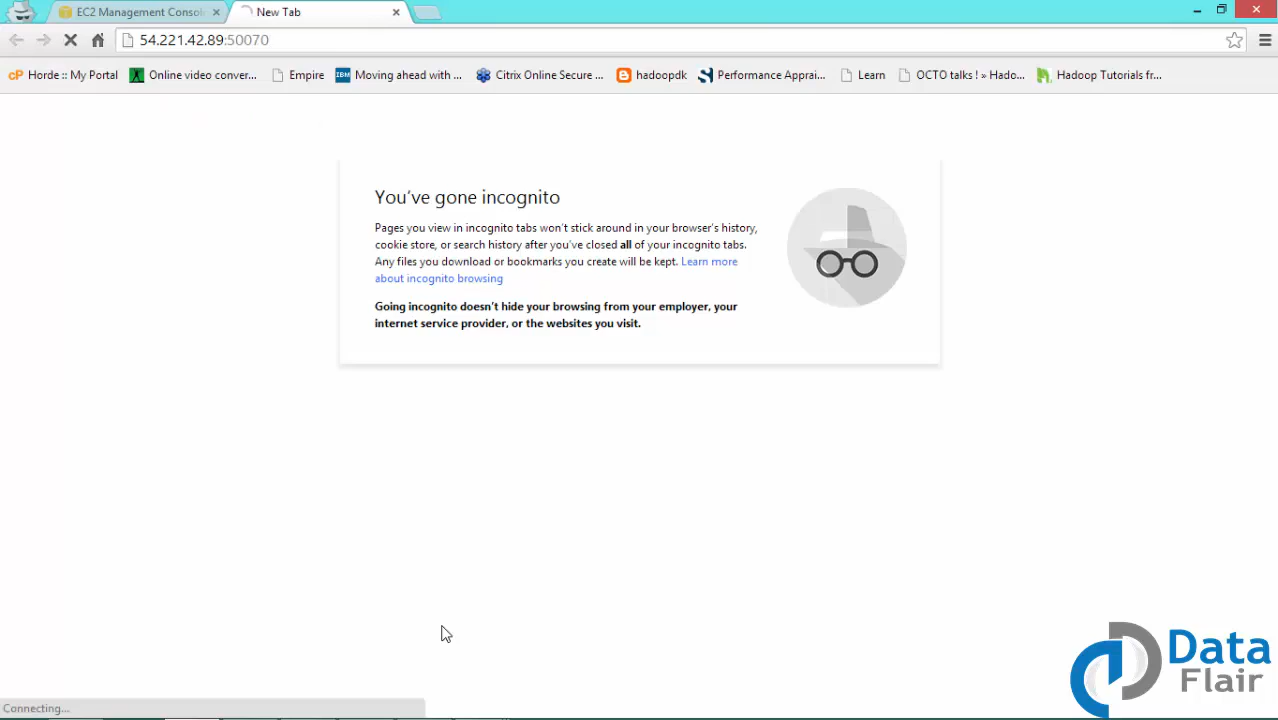 EC2 Management Consol
New Tab
54.221.42.89:50070
cP Horde :: My Portal
Online video conver...
Empire
IBM Moving ahead with ...
Citrix Online Secure ...
hadoopdk
Performance Apprai...
Learn
OCTO talks ! » Hado...
Hadoop Tutorials fr...
You've gone incognito
Pages you view in incognito tabs won't stick around in your browser's history,
cookie store, or search history after you've closed all of your incognito tabs.
Any files you download or bookmarks you create will be kept. Learn more
about incognito browsing
Going incognito doesn't hide your browsing from your employer, your
internet service provider, or the websites you visit.
Data
Flair
Connecting...